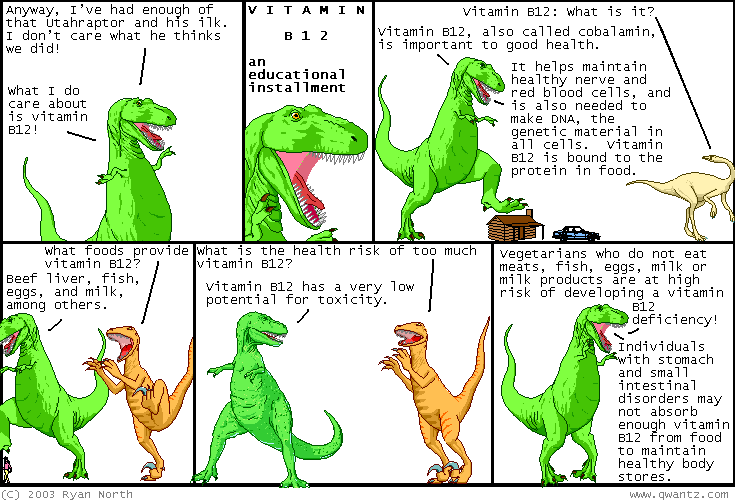 Anyway, I've had enough of
that Utahraptor and his ilk.
I don't care what he thinks
we did!
What I do
care about
is vitamin
B12!
VITAMIN
B12
an
educational
installment
Vitamin B12: What is it?
Vitamin B12, also called cobalamin,
is important to good health.
It helps maintain
healthy nerve and
red blood cells, and
is also needed to
make DNA, the
genetic material in
all cells. Vitamin
B12 is bound to the
protein in food.
What foods provide
vitamin B12?
Beef liver, fish,
eggs, and milk,
among others.
What is the health risk of too much
vitamin B12?
Vitamin B12 has a very low
potential for toxicity.
Vegetarians who do not eat
meats, fish, eggs, milk or
milk products are at high
risk of developing a vitamin
B12
deficiency!
Individuals
with stomach
and small
intestinal
disorders may
not absorb
enough vitamin
B12 from food
to maintain
healthy body
stores.
(C) 2003 Ryan North
www.qwantz.com